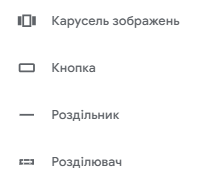 Карусель зображень
Кнопка
Роздільник
Розділювач